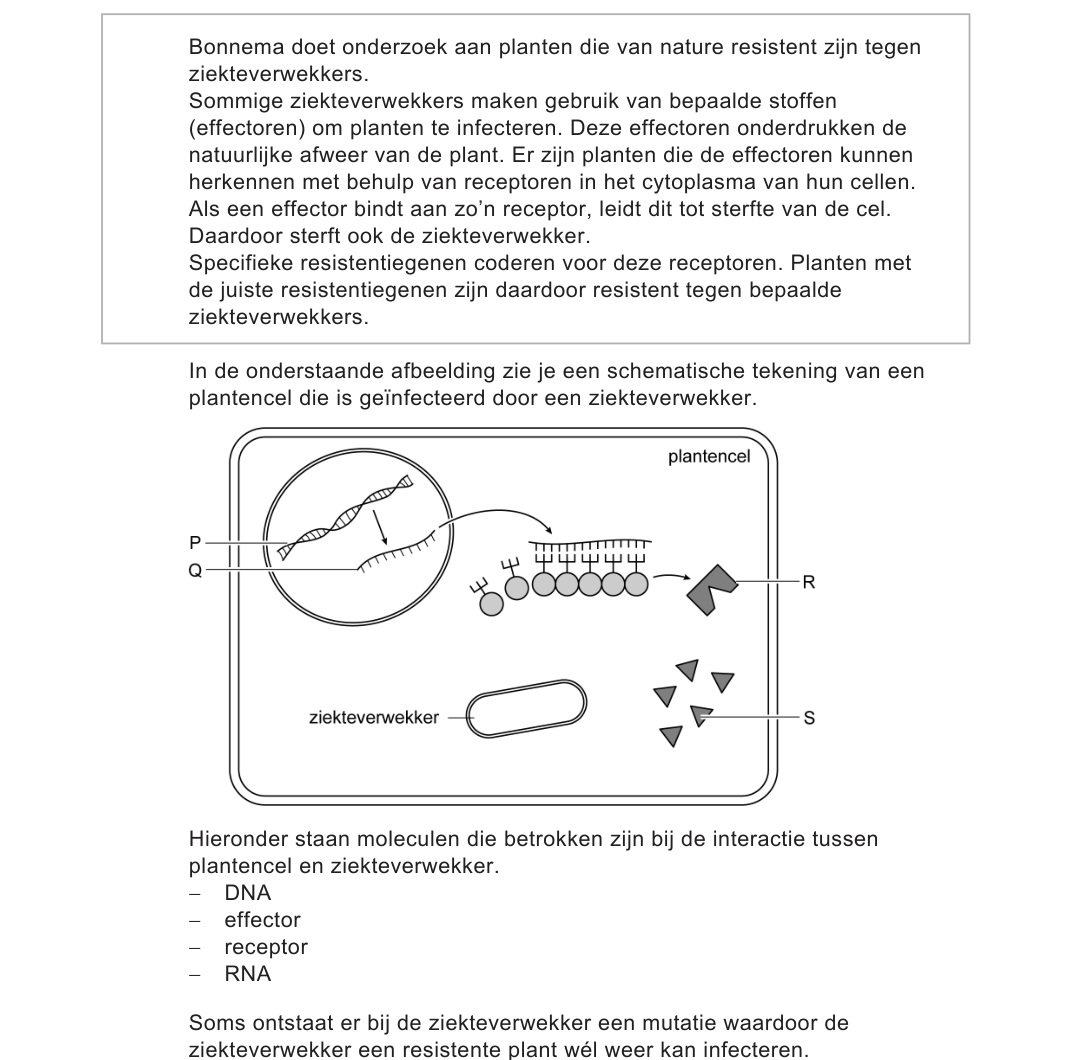 Bonnema doet onderzoek aan planten die van nature resistent zijn tegen
ziekteverwekkers.
Sommige ziekteverwekkers maken gebruik van bepaalde stoffen
(effectoren) om planten te infecteren. Deze effectoren onderdrukken de
natuurlijke afweer van de plant. Er zijn planten die de effectoren kunnen
herkennen met behulp van receptoren in het cytoplasma van hun cellen.
Als een effector bindt aan zo’n receptor, leidt dit tot sterfte van de cel.
Daardoor sterft ook de ziekteverwekker.
Specifieke resistentiegenen coderen voor deze receptoren. Planten met
de juiste resistentiegenen zijn daardoor resistent tegen bepaalde
ziekteverwekkers.
In de onderstaande afbeelding zie je een schematische tekening van een
plantencel die is geïnfecteerd door een ziekteverwekker.
plantencel
P
Q
R
ziekteverwekker
S
Hieronder staan moleculen die betrokken zijn bij de interactie tussen
plantencel en ziekteverwekker.
– DNA
– effector
– receptor
– RNA
Soms ontstaat er bij de ziekteverwekker een mutatie waardoor de
ziekteverwekker een resistente plant wél weer kan infecteren.